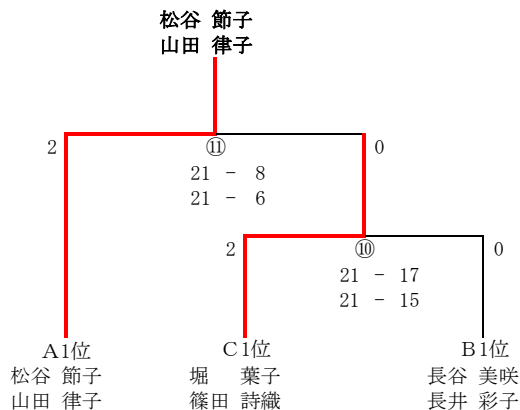 松谷 節子
山田 律子
2 ⑪ 0
21 － 8
21 － 6
2 ⑩ 0
21 － 17
21 － 15
A1位 C1位 B1位
松谷 節子 堀 葉子 長谷 美咲
山田 律子 篠田 詩織 長井 彩子